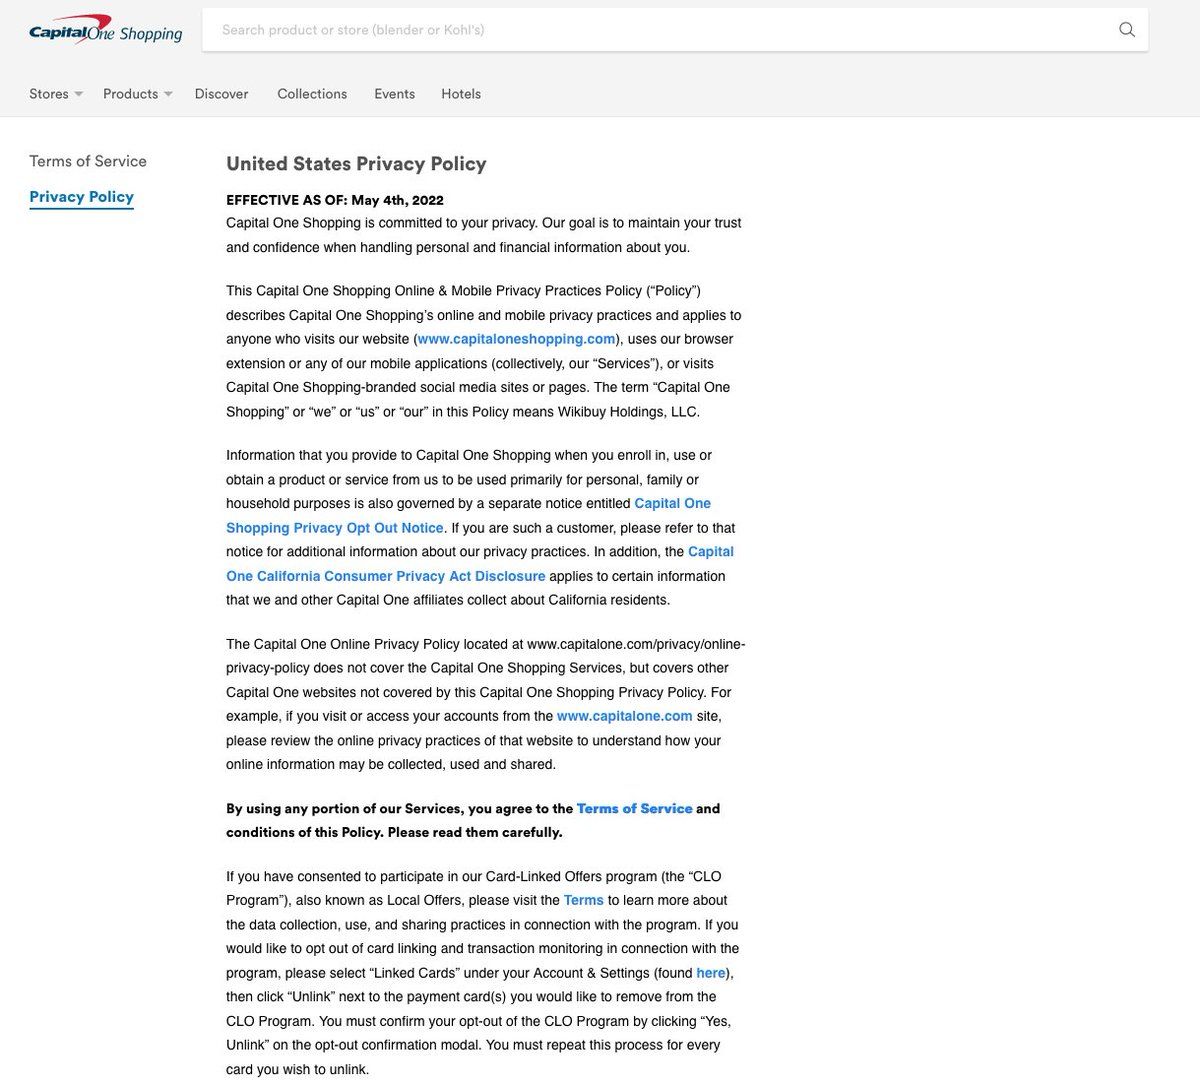 CapitalOne Shopping
Search product or store (blender or Kohl's)
Stores
Products
Discover
Collections
Events
Hotels
Terms of Service
Privacy Policy
United States Privacy Policy
EFFECTIVE AS OF: May 4th, 2022
Capital One Shopping is committed to your privacy. Our goal is to maintain your trust
and confidence when handling personal and financial information about you.
This Capital One Shopping Online & Mobile Privacy Practices Policy (“Policy”)
describes Capital One Shopping’s online and mobile privacy practices and applies to
anyone who visits our website (www.capitaloneshopping.com), uses our browser
extension or any of our mobile applications (collectively, our “Services”), or visits
Capital One Shopping-branded social media sites or pages. The term “Capital One
Shopping” or “we” or “us” or “our” in this Policy means Wikibuy Holdings, LLC.
Information that you provide to Capital One Shopping when you enroll in, use or
obtain a product or service from us to be used primarily for personal, family or
household purposes is also governed by a separate notice entitled Capital One
Shopping Privacy Opt Out Notice. If you are such a customer, please refer to that
notice for additional information about our privacy practices. In addition, the Capital
One California Consumer Privacy Act Disclosure applies to certain information
that we and other Capital One affiliates collect about California residents.
The Capital One Online Privacy Policy located at www.capitalone.com/privacy/online-
privacy-policy does not cover the Capital One Shopping Services, but covers other
Capital One websites not covered by this Capital One Shopping Privacy Policy. For
example, if you visit or access your accounts from the www.capitalone.com site,
please review the online privacy practices of that website to understand how your
online information may be collected, used and shared.
By using any portion of our Services, you agree to the Terms of Service and
conditions of this Policy. Please read them carefully.
If you have consented to participate in our Card-Linked Offers program (the “CLO
Program”), also known as Local Offers, please visit the Terms to learn more about
the data collection, use, and sharing practices in connection with the program. If you
would like to opt out of card linking and transaction monitoring in connection with the
program, please select “Linked Cards” under your Account & Settings (found here),
then click “Unlink” next to the payment card(s) you would like to remove from the
CLO Program. You must confirm your opt-out of the CLO Program by clicking “Yes,
Unlink” on the opt-out confirmation modal. You must repeat this process for every
card you wish to unlink.